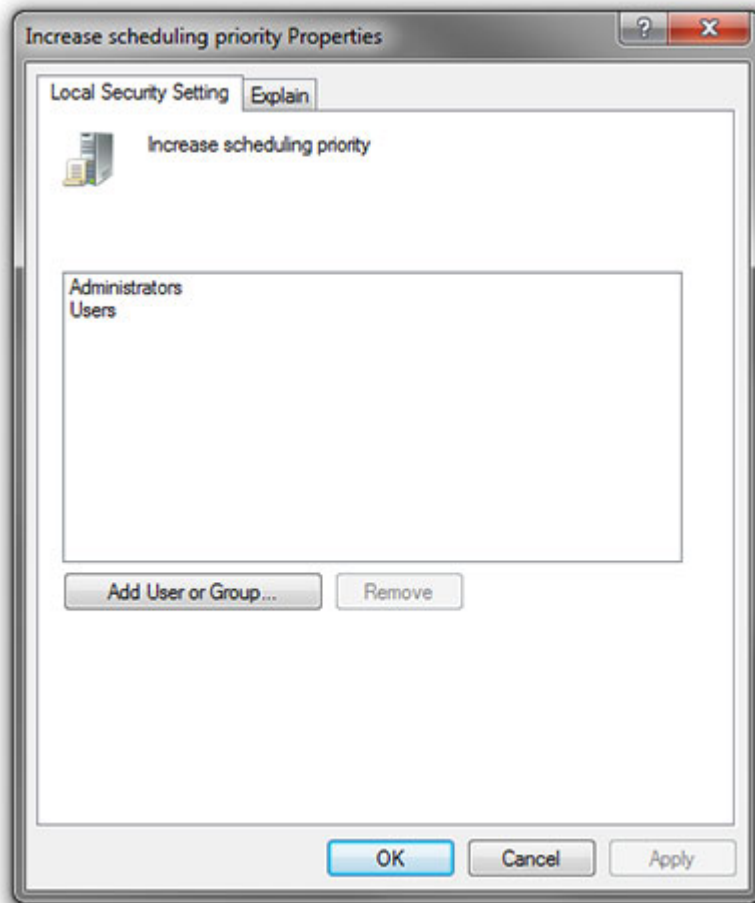 Increase scheduling priority Properties
?
Local Security Setting
Explain
Increase scheduling priority
Administrators
Users
Add User or Group...
Remove
OK
Cancel
Apply